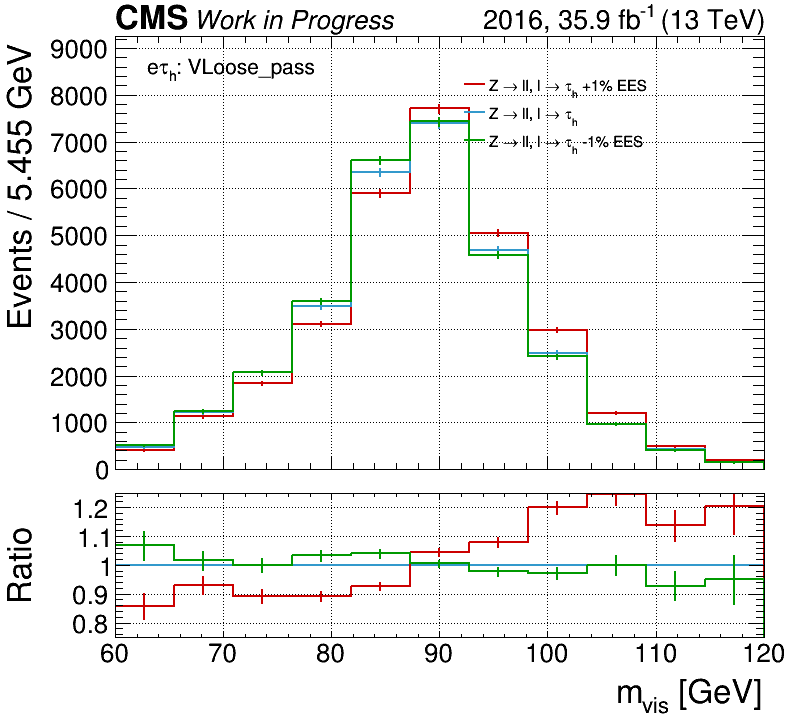 CMS Work in Progress 2016, 35.9 fb⁻¹ (13 TeV)
eτₕ: VLoose_pass
Z → ll, l → τₕ +1% EES
Z → ll, l → τₕ
Z → ll, l → τₕ -1% EES
Events / 5.455 GeV
9000
8000
7000
6000
5000
4000
3000
2000
1000
0
Ratio
1.2
1.1
1
0.9
0.8
60 70 80 90 100 110 120
m_vis [GeV]